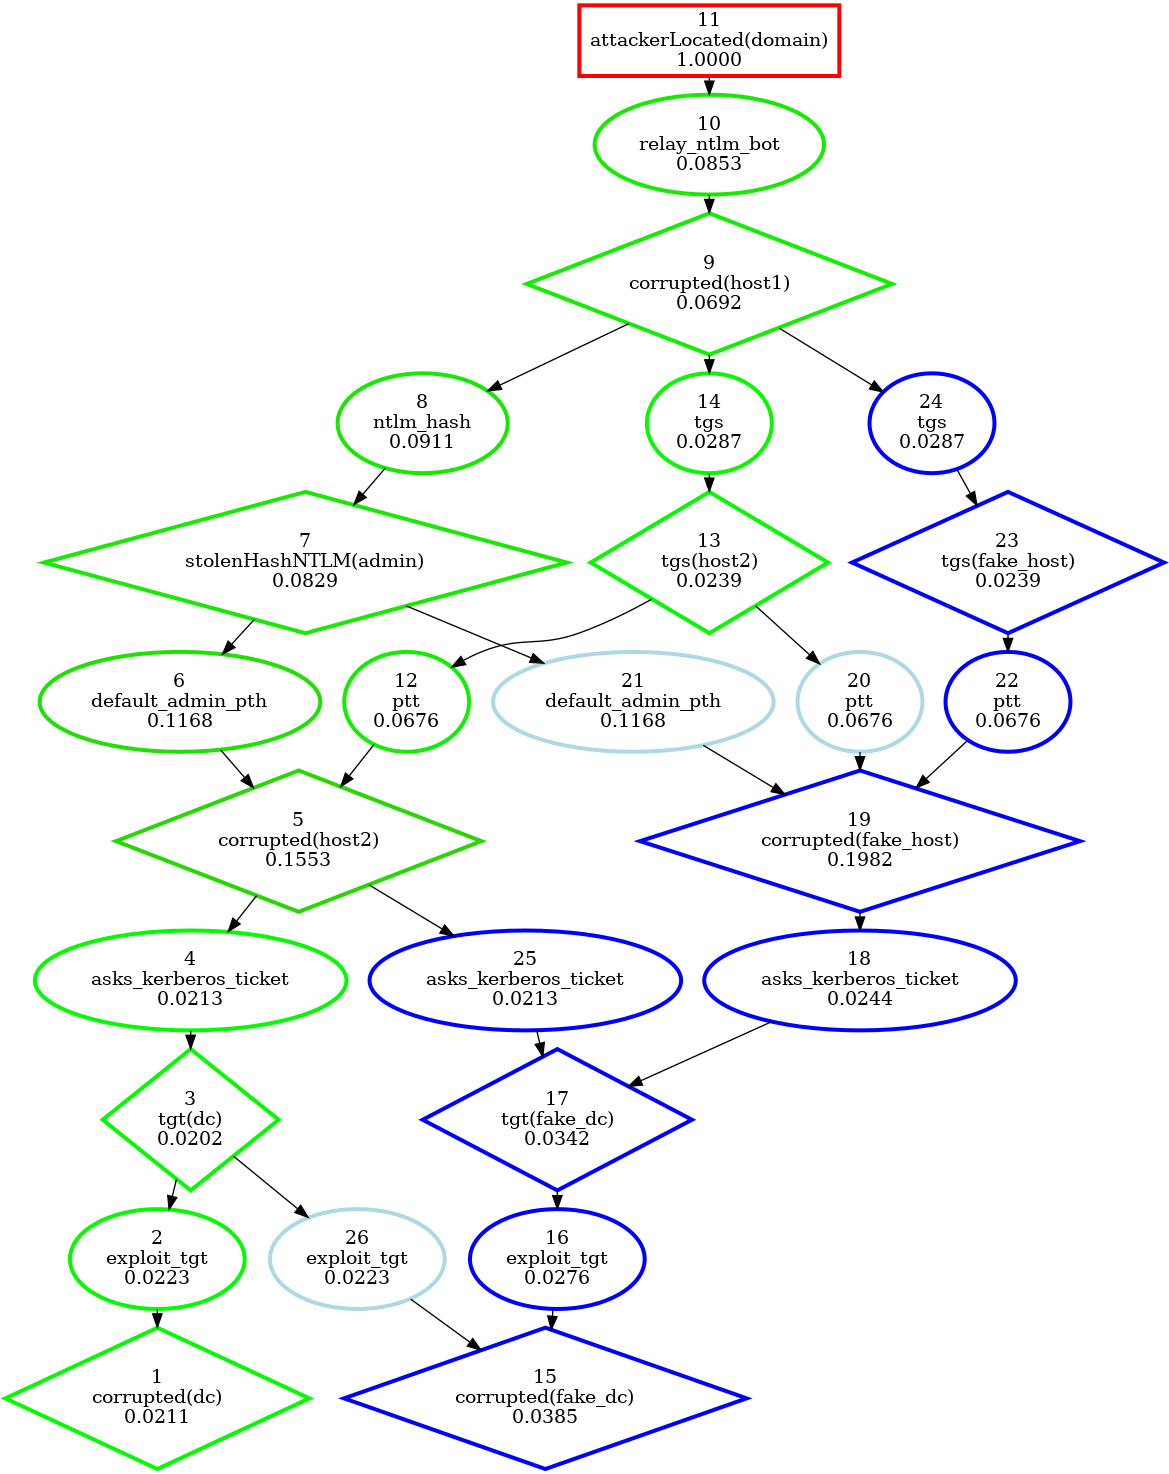 11
attackerLocated(domain)
1.0000
10
relay_ntlm_bot
0.0853
9
corrupted(host1)
0.0692
8
ntlm_hash
0.0911
14
tgs
0.0287
24
tgs
0.0287
7
stolenHashNTLM(admin)
0.0829
13
tgs(host2)
0.0239
23
tgs(fake_host)
0.0239
6
default_admin_pth
0.1168
12
ptt
0.0676
21
default_admin_pth
0.1168
20
ptt
0.0676
22
ptt
0.0676
5
corrupted(host2)
0.1553
19
corrupted(fake_host)
0.1982
4
asks_kerberos_ticket
0.0213
25
asks_kerberos_ticket
0.0213
18
asks_kerberos_ticket
0.0244
3
tgt(dc)
0.0202
17
tgt(fake_dc)
0.0342
2
exploit_tgt
0.0223
26
exploit_tgt
0.0223
16
exploit_tgt
0.0276
1
corrupted(dc)
0.0211
15
corrupted(fake_dc)
0.0385